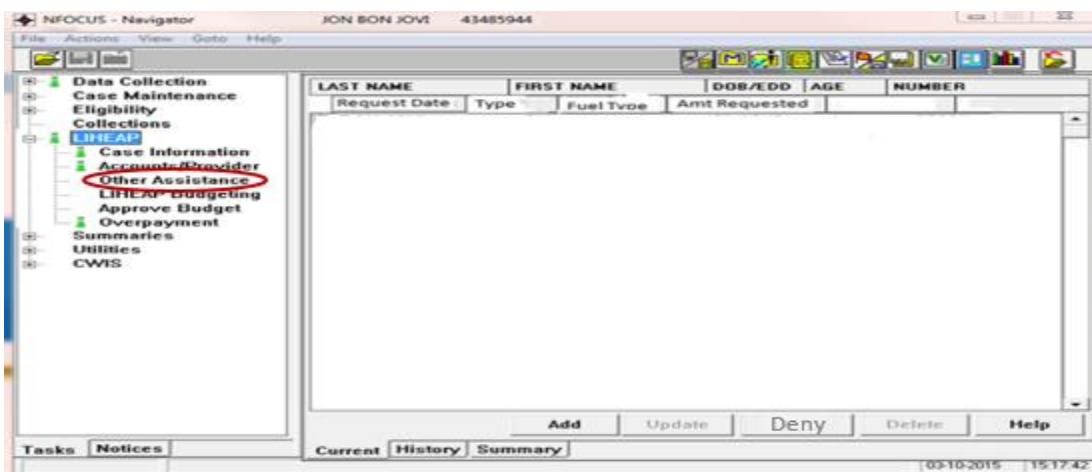 NFOCUS - Navigator JON BON JOVI 43485944
File Actions View Goto Help
Data Collection
Case Maintenance
Eligibility
Collections
LIHEAP
Case Information
Accounts/Provider
Other Assistance
LIHEAP Budgeting
Approve Budget
Overpayment
Summaries
Utilities
CWIS
LAST NAME FIRST NAME DOB/EDD AGE NUMBER
Request Date Type Fuel Type Amt Requested
Add Update Deny Delete Help
Tasks Notices Current History Summary
03-10-2015 15:17:42